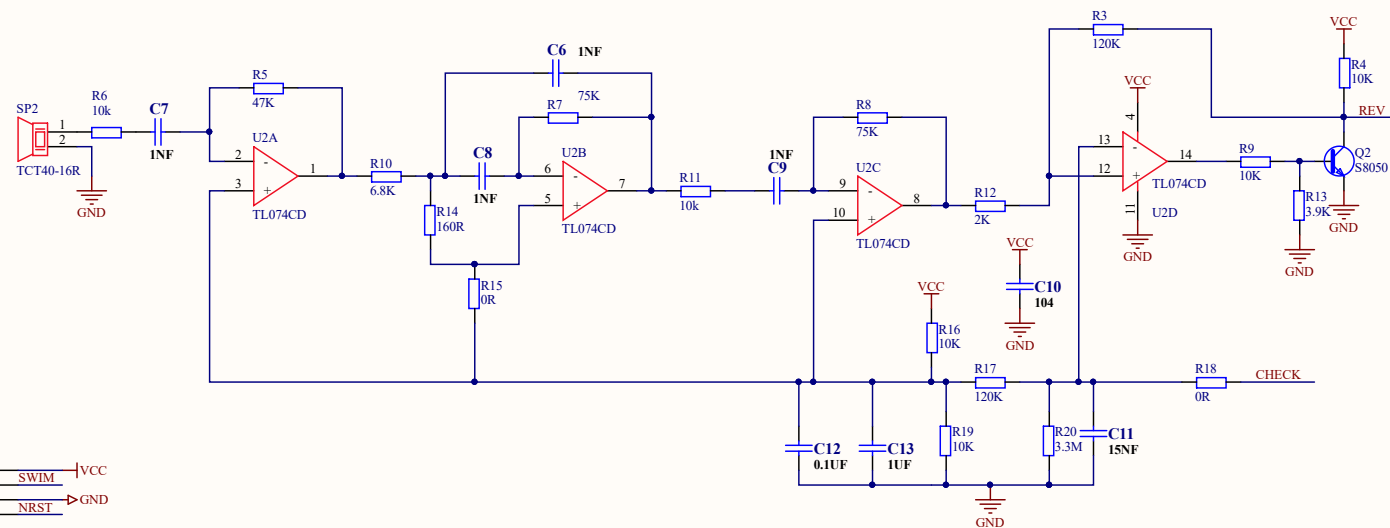 SP2
1
2
TCT40-16R
GND
R6
10k
C7
1NF
R5
47K
U2A
2
-
3
+
1
TL074CD
R10
6.8K
R14
160R
R15
0R
C6 1NF
75K
R7
C8
1NF
U2B
6
-
5
+
7
TL074CD
R11
10k
1NF
C9
R8
75K
U2C
9
-
10
+
8
TL074CD
R12
2K
R3
120K
VCC
4
13
-
12
+
14
TL074CD
11
U2D
GND
R9
10K
R13
3.9K
GND
VCC
R4
10K
REV
Q2
S8050
GND
VCC
C10
104
GND
VCC
R16
10K
R17
120K
R18
0R
CHECK
C12
0.1UF
C13
1UF
R19
10K
R20
3.3M
C11
15NF
GND
VCC
SWIM
GND
NRST